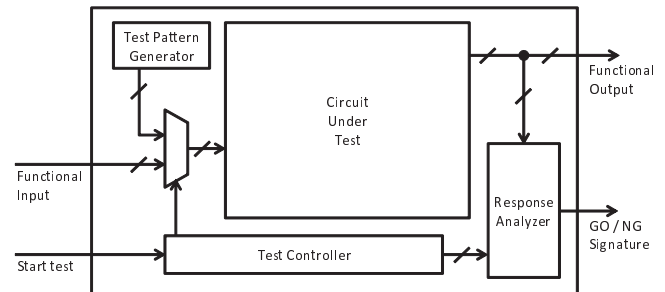 Test Pattern
Generator
Circuit
Under
Test
Functional
Output
Functional
Input
Response
Analyzer
GO / NG
Signature
Test Controller
Start test